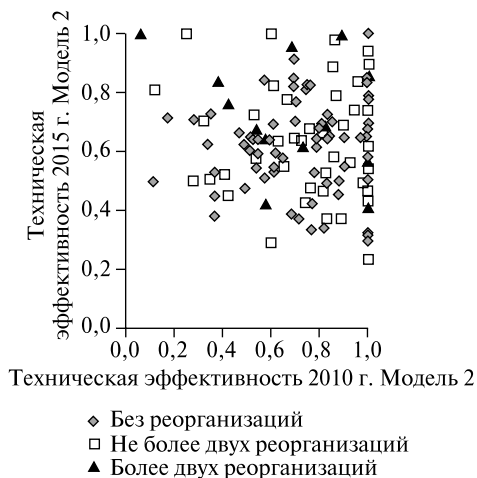 Техническая
эффективность 2015 г. Модель 2
1,0
0,8
0,6
0,4
0,2
0,0
0,0 0,2 0,4 0,6 0,8 1,0
Техническая эффективность 2010 г. Модель 2
Без реорганизаций
Не более двух реорганизаций
Более двух реорганизаций